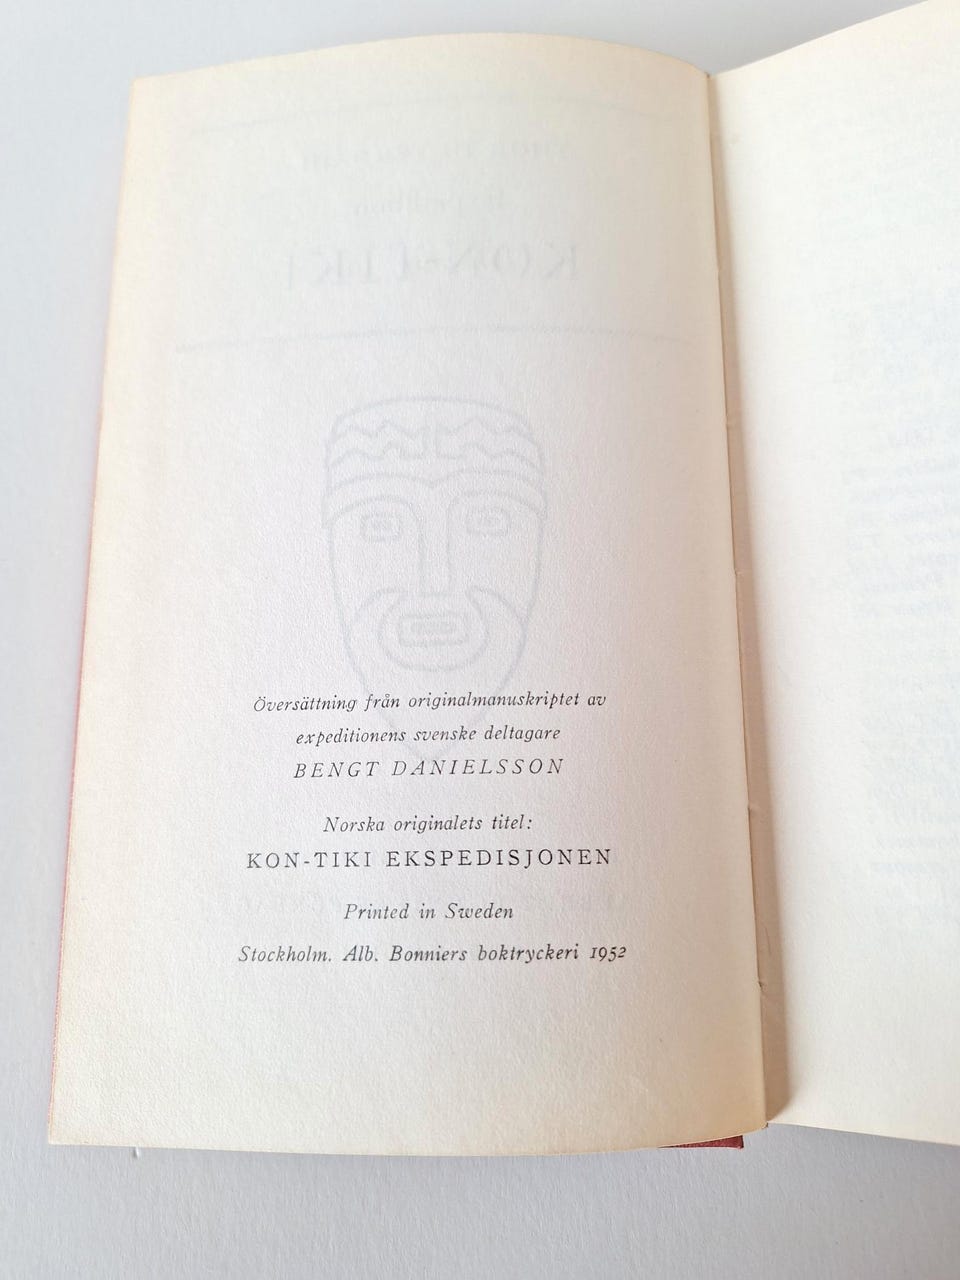 Översättning från originalmanuskriptet av
expeditionens svenske deltagare
BENGT DANIELSSON
Norska originalets titel:
KON-TIKI EKSPEDISJONEN
Printed in Sweden
Stockholm. Alb. Bonniers boktryckeri 1952